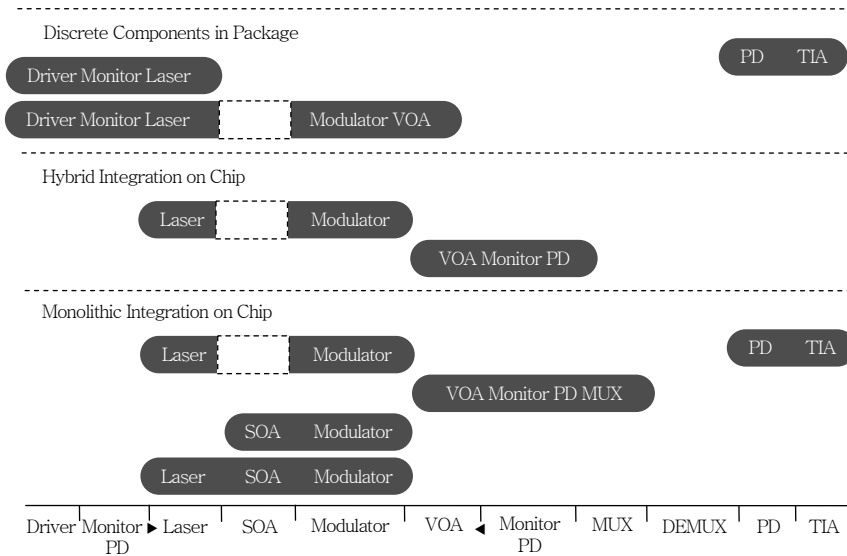 Discrete Components in Package
PD TIA
Driver Monitor Laser
Driver Monitor Laser Modulator VOA
Hybrid Integration on Chip
Laser Modulator
VOA Monitor PD
Monolithic Integration on Chip
Laser Modulator PD TIA
VOA Monitor PD MUX
SOA Modulator
Laser SOA Modulator
Driver Monitor PD Laser SOA Modulator VOA Monitor PD MUX DEMUX PD TIA